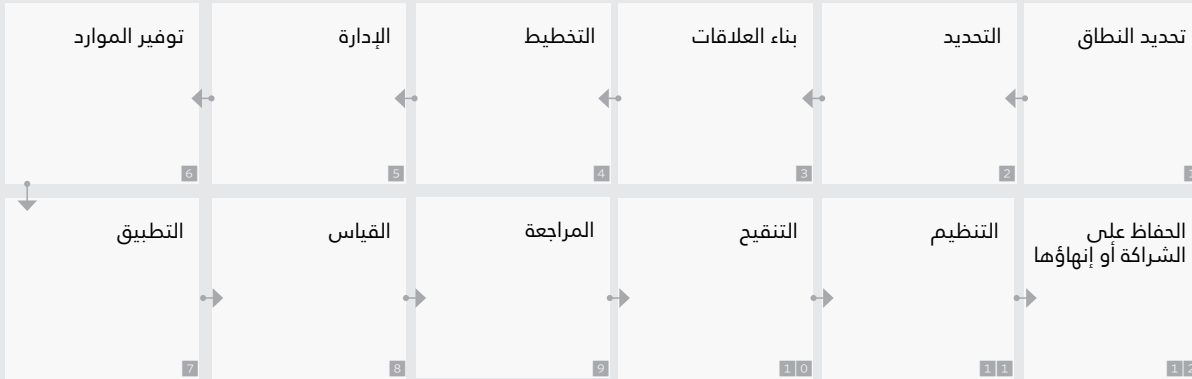 تحديد النطاق
1
التحديد
2
بناء العلاقات
3
التخطيط
4
الإدارة
5
توفير الموارد
6
التطبيق
7
القياس
8
المراجعة
9
التنقيح
10
التنظيم
11
الحفاظ على
الشراكة أو إنهاؤها
12